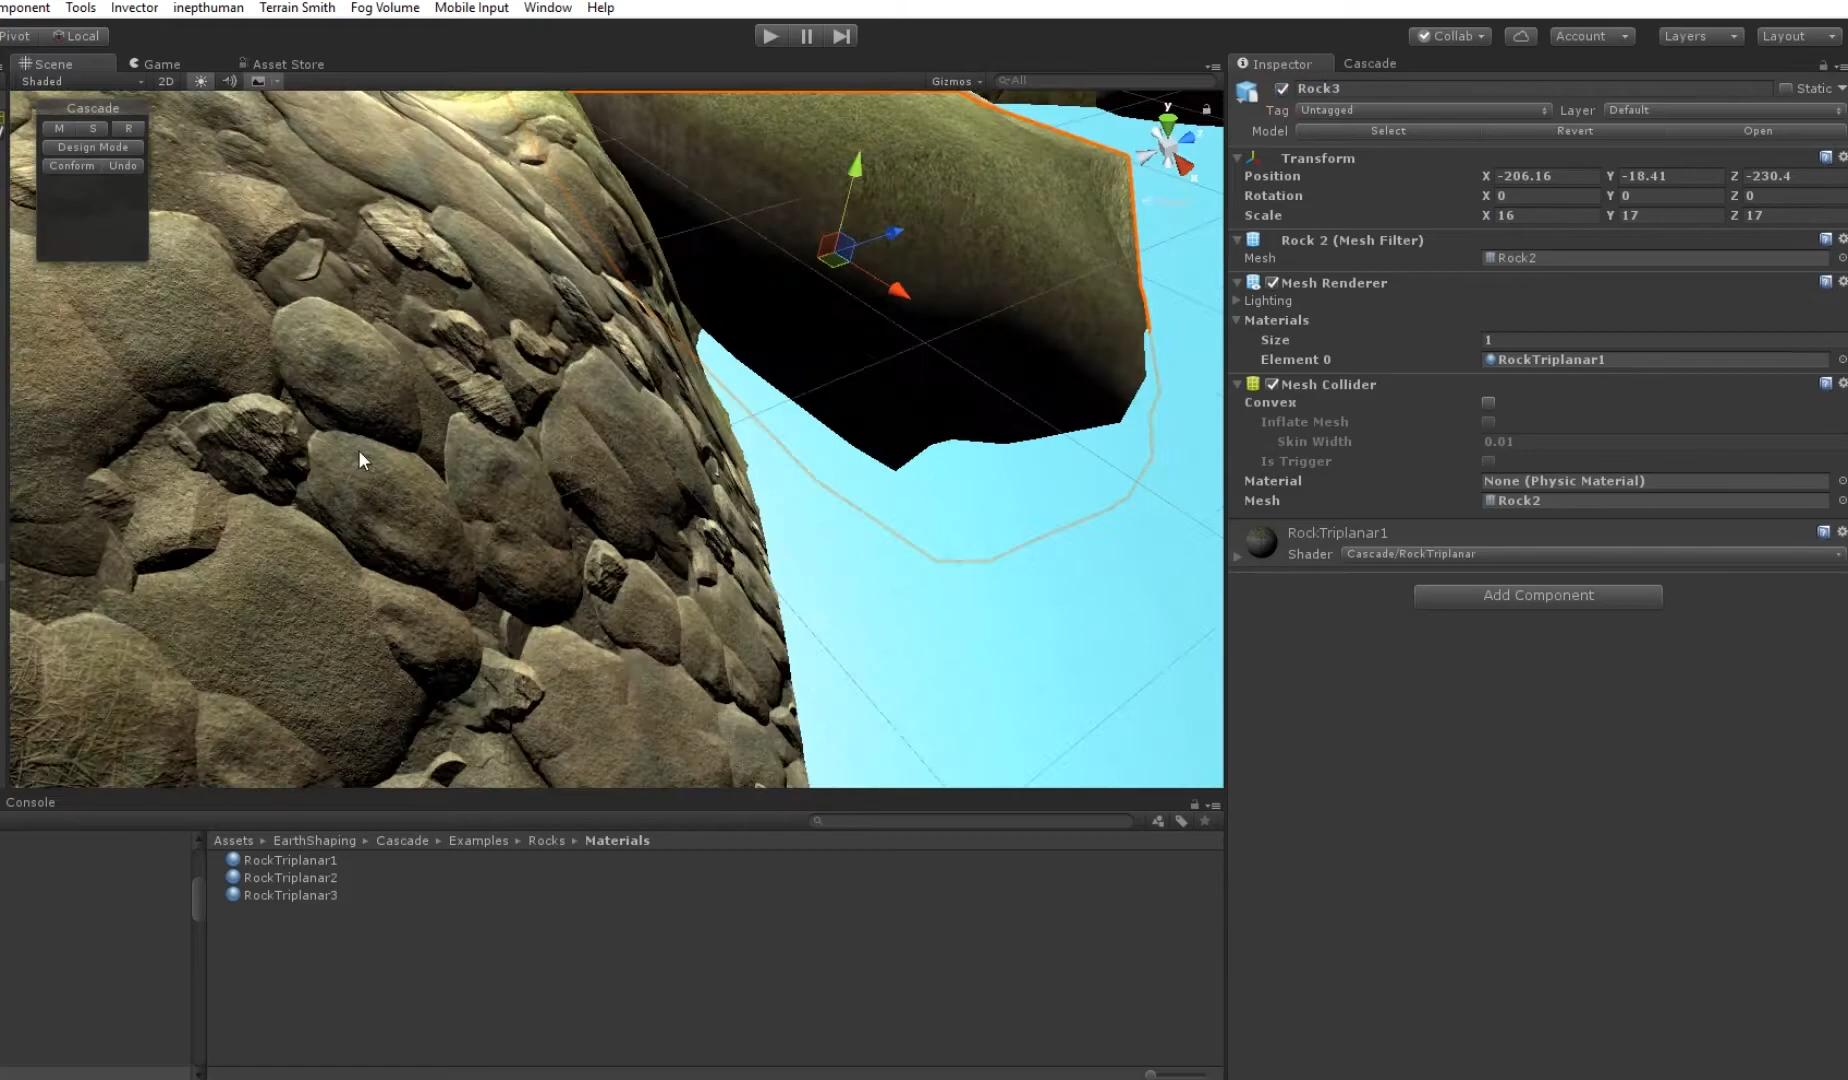 mponent Tools Invector inepthuman Terrain Smith Fog Volume Mobile Input Window Help
Pivot Local Collab Account Layers Layout
Scene Game Asset Store
Shaded 2D Gizmos All
Cascade
M S R
Design Mode
Conform Undo
y
x
Inspector Cascade
Rock3 Static
Tag Untagged Layer Default
Model Select Revert Open
Transform
Position X -206.16 Y -18.41 Z -230.4
Rotation X 0 Y 0 Z 0
Scale X 16 Y 17 Z 17
Rock 2 (Mesh Filter)
Mesh Rock2
Mesh Renderer
Lighting
Materials
Size 1
Element 0 RockTriplanar1
Mesh Collider
Convex
Inflate Mesh
Skin Width 0.01
Is Trigger
Material None (Physic Material)
Mesh Rock2
RockTriplanar1
Shader Cascade/RockTriplanar
Add Component
Console
Assets ▸ EarthShaping ▸ Cascade ▸ Examples ▸ Rocks ▸ Materials
RockTriplanar1
RockTriplanar2
RockTriplanar3